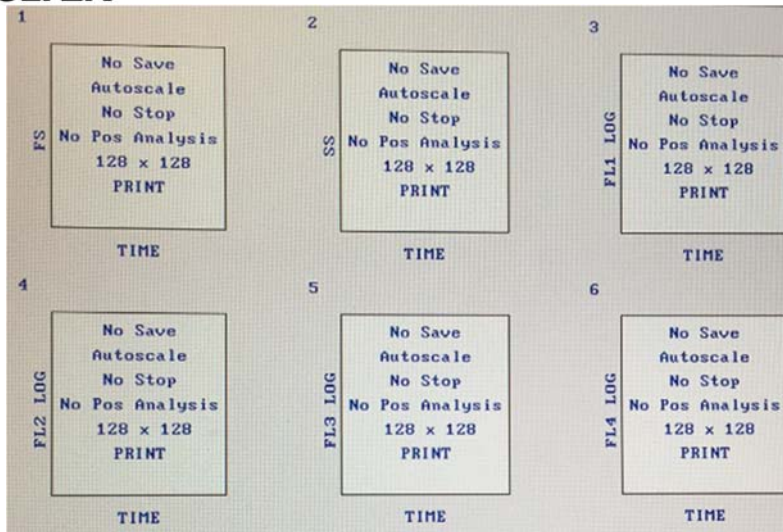 1
No Save
Autoscale
No Stop
No Pos Analysis
128 x 128
PRINT
FS
TIME
2
No Save
Autoscale
No Stop
No Pos Analysis
128 x 128
PRINT
SS
TIME
3
No Save
Autoscale
No Stop
No Pos Analysis
128 x 128
PRINT
FL1 LOG
TIME
4
No Save
Autoscale
No Stop
No Pos Analysis
128 x 128
PRINT
FL2 LOG
TIME
5
No Save
Autoscale
No Stop
No Pos Analysis
128 x 128
PRINT
FL3 LOG
TIME
6
No Save
Autoscale
No Stop
No Pos Analysis
128 x 128
PRINT
FL4 LOG
TIME